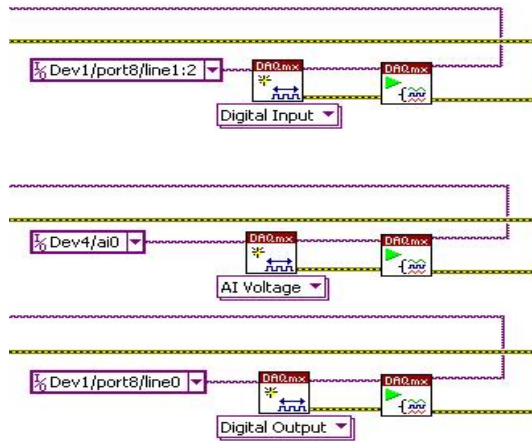 DAQmx DAQmx
Dev1/port8/line1:2
Digital Input
DAQmx DAQmx
Dev4/ai0
AI Voltage
DAQmx DAQmx
Dev1/port8/line0
Digital Output